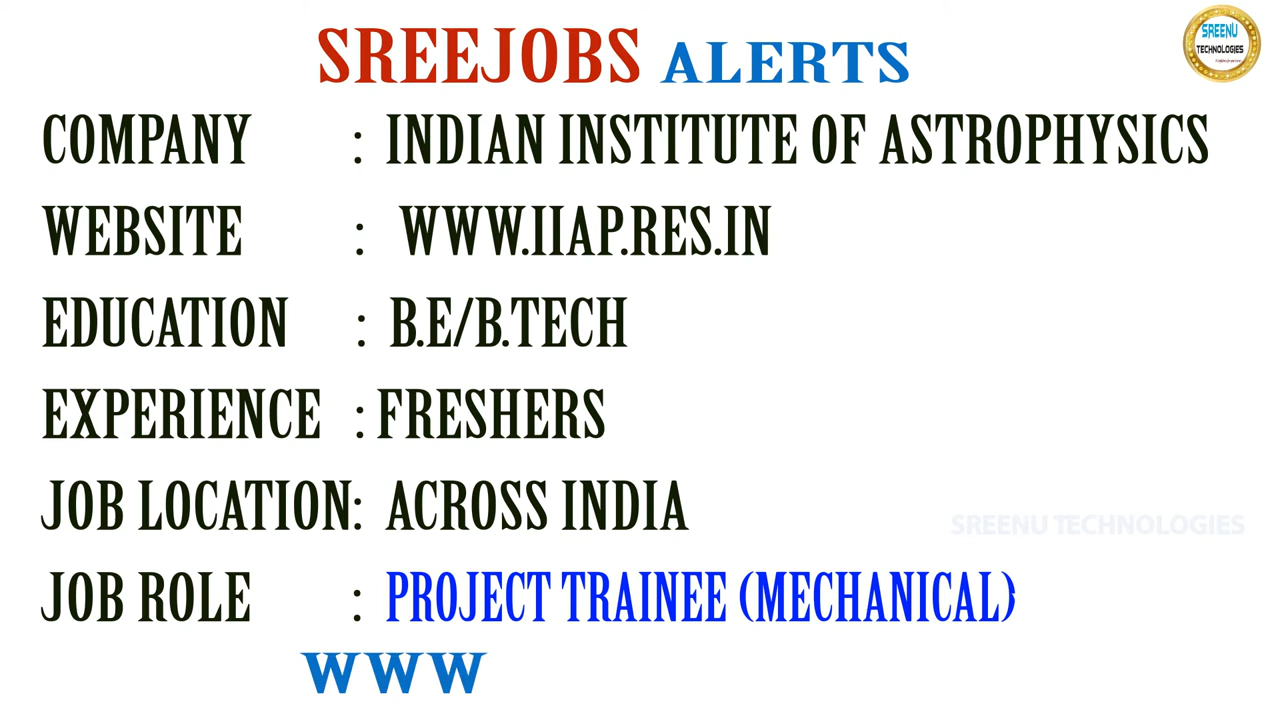 SREEJOBS ALERTS
SREENU
TECHNOLOGIES
COMPANY : INDIAN INSTITUTE OF ASTROPHYSICS
WEBSITE : WWW.IIAP.RES.IN
EDUCATION : B.E/B.TECH
EXPERIENCE : FRESHERS
JOB LOCATION: ACROSS INDIA
SREENU TECHNOLOGIES
JOB ROLE : PROJECT TRAINEE (MECHANICAL)
WWW